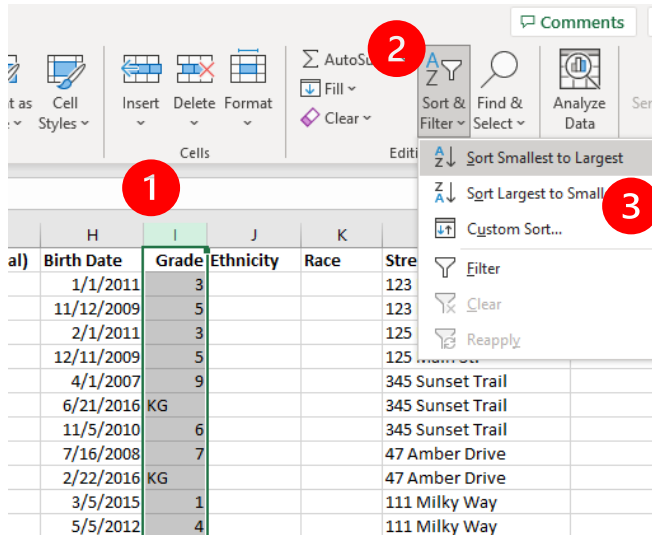 Comments
2
AutoSu
Fill
Clear
at as
Cell
Styles
Insert Delete Format
Sort &
Filter
Find &
Select
Analyze
Data
Ser
Cells
Editi
Sort Smallest to Largest
Sort Largest to Small
3
Custom Sort...
Filter
Clear
Reapply
1
H I J K
al) Birth Date Grade Ethnicity Race Stre
1/1/2011 3 123
11/12/2009 5 123
2/1/2011 3 125
12/11/2009 5 125
4/1/2007 9 345 Sunset Trail
6/21/2016 KG 345 Sunset Trail
11/5/2010 6 345 Sunset Trail
7/16/2008 7 47 Amber Drive
2/22/2016 KG 47 Amber Drive
3/5/2015 1 111 Milky Way
5/5/2012 4 111 Milky Way